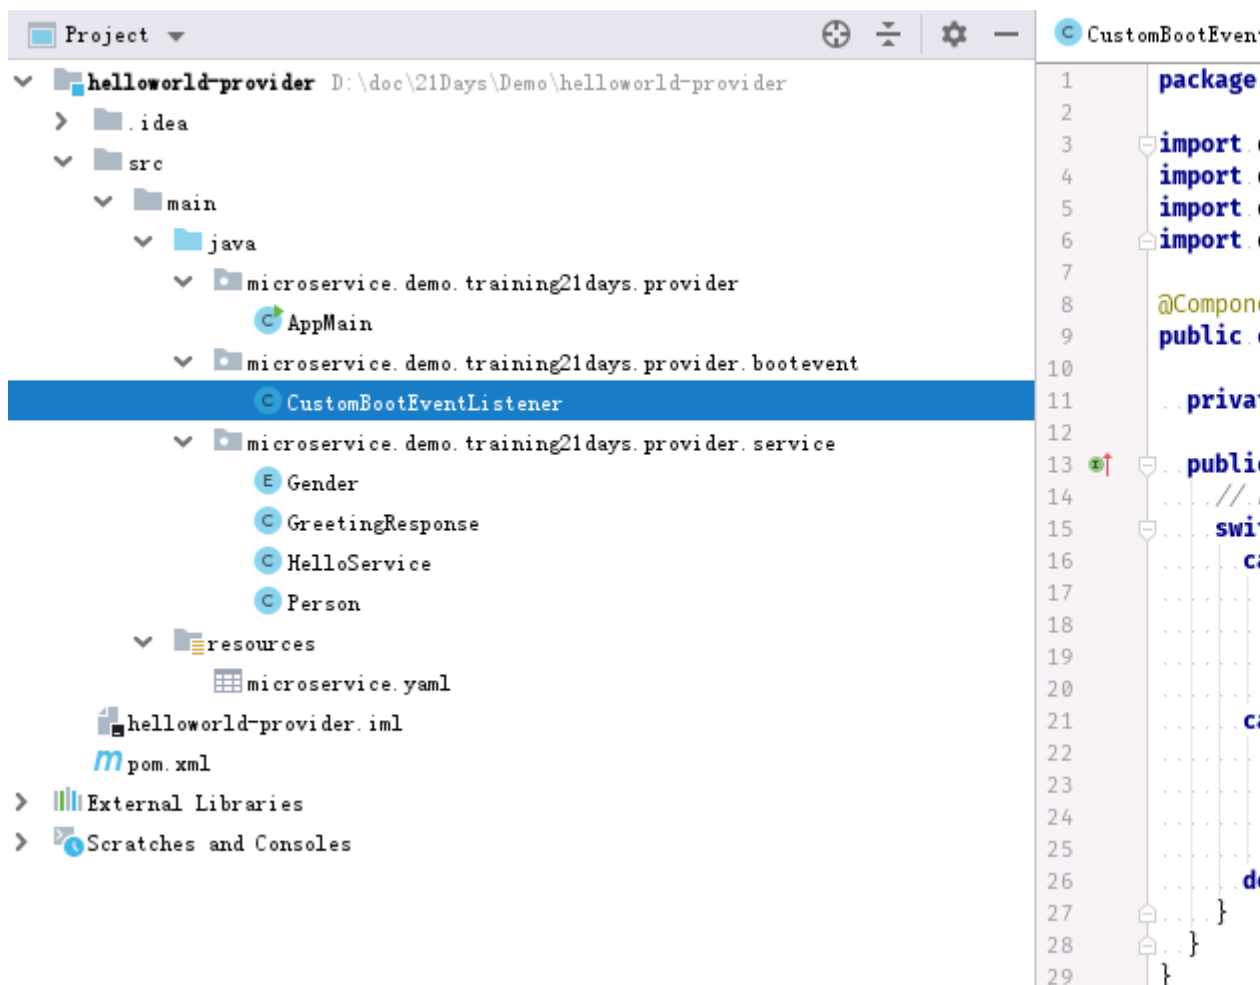 Project
helloworld-provider D:\doc\21Days\Demo\helloworld-provider
.idea
src
main
java
microservice.demo.training21days.provider
AppMain
microservice.demo.training21days.provider.bootevent
CustomBootEventListener
microservice.demo.training21days.provider.service
Gender
GreetingResponse
HelloService
Person
resources
microservice.yaml
helloworld-provider.iml
pom.xml
External Libraries
Scratches and Consoles
CustomBootEvent
1 package
2
3 import
4 import
5 import
6 import
7
8 @Compon
9 public
10
11 priva
12
13 publi
14 //
15 swi
16 ca
17
18
19
20
21 ca
22
23
24
25
26 de
27 }
28 }
29 }